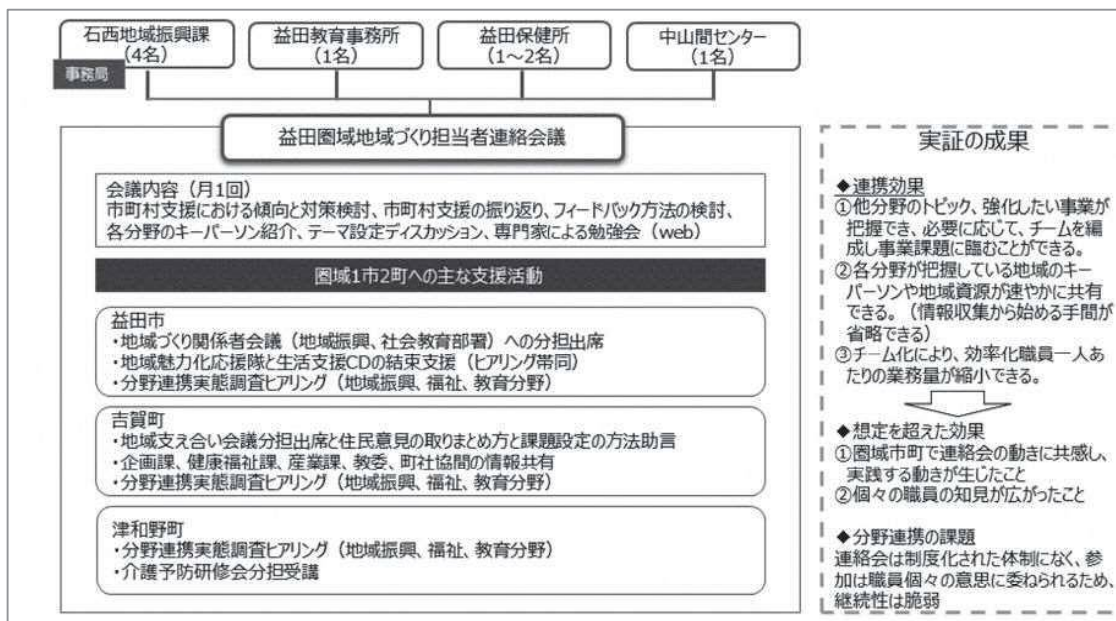 石西地域振興課
(4名)
益田教育事務所
(1名)
益田保健所
(1～2名)
中山間センター
(1名)
事務局
益田圏域地域づくり担当者連絡会議
会議内容（月1回）
市町村支援における傾向と対策検討、市町村支援の振り返り、フィードバック方法の検討、
各分野のキーパーソン紹介、テーマ設定ディスカッション、専門家による勉強会（web）
圏域1市2町への主な支援活動
益田市
・地域づくり関係者会議（地域振興、社会教育部署）への分担出席
・地域魅力化応援隊と生活支援CDの結束支援（ヒアリング帯同）
・分野連携実態調査ヒアリング（地域振興、福祉、教育分野）
吉賀町
・地域支え合い会議分担出席と住民意見の取りまとめ方と課題設定の方法助言
・企画課、健康福祉課、産業課、教委、町社協間の情報共有
・分野連携実態調査ヒアリング（地域振興、福祉、教育分野）
津和野町
・分野連携実態調査ヒアリング（地域振興、福祉、教育分野）
・介護予防研修会分担受講
実証の成果
◆連携効果
①他分野のトピック、強化したい事業が
把握でき、必要に応じて、チームを編
成し事業課題に臨むことができる。
②各分野が把握している地域のキー
パーソンや地域資源が速やかに共有
できる。（情報収集から始める手間が
省略できる）
③チーム化により、効率化職員一人あ
たりの業務量が縮小できる。
◆想定を超えた効果
①圏域市町で連絡会の動きに共感し、
実践する動きが生じたこと
②個々の職員の知見が広がったこと
◆分野連携の課題
連絡会は制度化された体制になく、参
加は職員個々の意思に委ねられるため、
継続性は脆弱